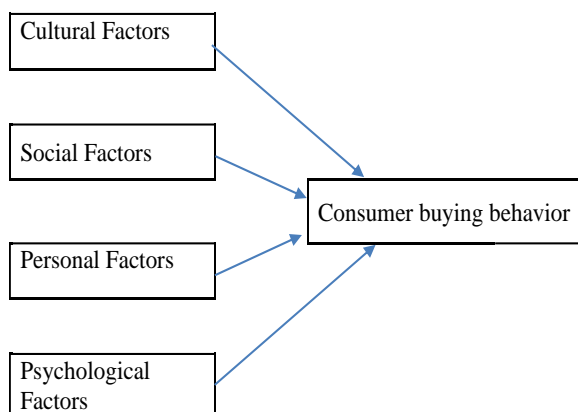 Cultural Factors
Social Factors
Consumer buying behavior
Personal Factors
Psychological
Factors